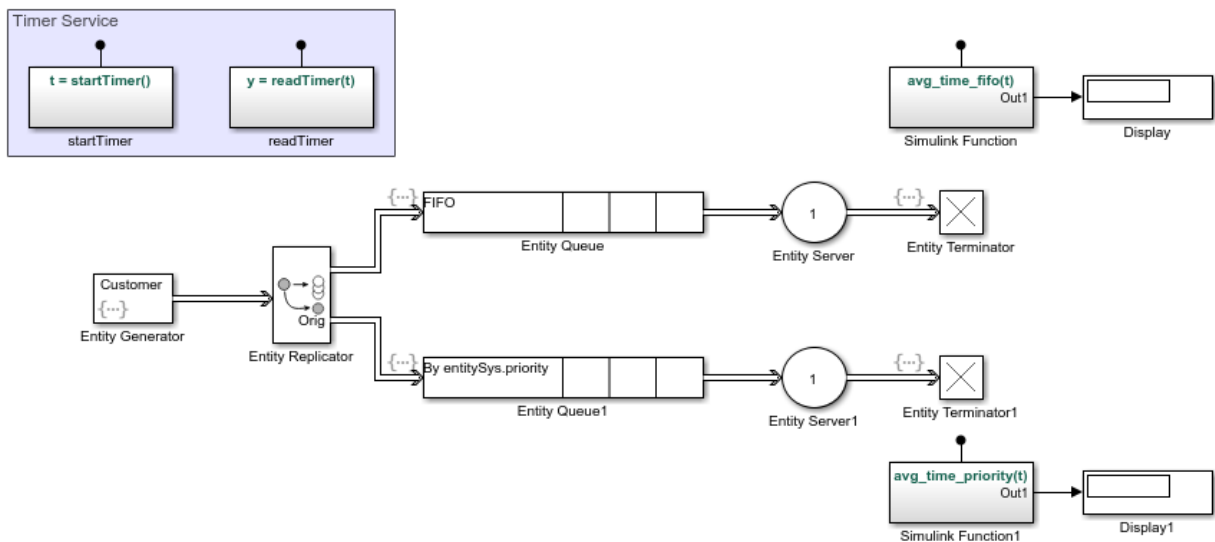 Timer Service
t = startTimer()
startTimer
y = readTimer(t)
readTimer
avg_time_fifo(t)
Out1
Simulink Function
Display
Customer
{···}
Entity Generator
Orig
Entity Replicator
{···}
FIFO
Entity Queue
1
Entity Server
{···}
Entity Terminator
{···}
By entitySys.priority
Entity Queue1
1
Entity Server1
{···}
Entity Terminator1
avg_time_priority(t)
Out1
Simulink Function1
Display1